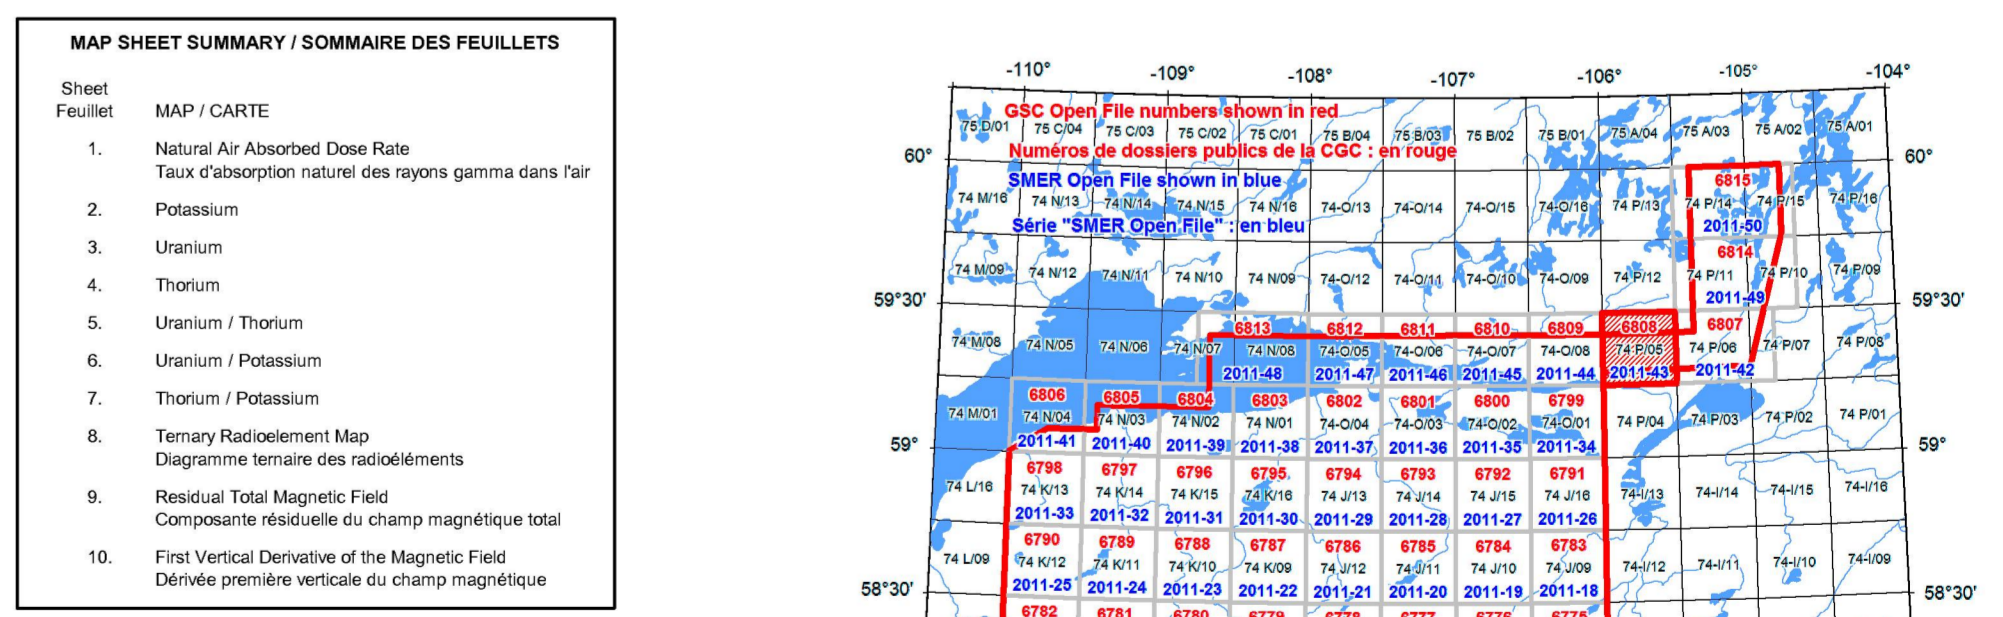 MAP SHEET SUMMARY / SOMMAIRE DES FEUILLETS
Sheet
Feuillet MAP / CARTE
1. Natural Air Absorbed Dose Rate
Taux d'absorption naturel des rayons gamma dans l'air
2. Potassium
3. Uranium
4. Thorium
5. Uranium / Thorium
6. Uranium / Potassium
7. Thorium / Potassium
8. Ternary Radioelement Map
Diagramme ternaire des radioéléments
9. Residual Total Magnetic Field
Composante résiduelle du champ magnétique total
10. First Vertical Derivative of the Magnetic Field
Dérivée première verticale du champ magnétique
-110° -109° -108° -107° -106° -105° -104°
GSC Open File numbers shown in red
75 D/01 75 C/04 75 C/03 75 C/02 75 C/01 75 B/04 75 B/03 75 B/02 75 B/01 75 A/04 75 A/03 75 A/02 75 A/01
Numéros de dossiers publics de la CGC : en rouge
60° 60°
SMER Open File shown in blue 6815
74 M/16 74 N/13 74 N/14 74 N/15 74 N/16 74-O/13 74-O/14 74-O/15 74-O/16 74 P/13 74 P/14 74 P/15 74 P/16
Série "SMER Open File" : en bleu 2011-50
6814
74 M/09 74 N/12 74 N/11 74 N/10 74 N/09 74-O/12 74-O/11 74-O/10 74-O/09 74 P/12 74 P/11 74 P/10 74 P/09
2011-49
59°30' 59°30'
6813 6812 6811 6810 6809 6808 6807
74 M/08 74 N/05 74 N/06 74 N/07 74 N/08 74-O/05 74-O/06 74-O/07 74-O/08 74 P/05 74 P/06 74 P/07 74 P/08
2011-48 2011-47 2011-46 2011-45 2011-44 2011-43 2011-42
6806 6805 6804 6803 6802 6801 6800 6799
74 M/01 74 N/04 74 N/03 74 N/02 74 N/01 74-O/04 74-O/03 74-O/02 74-O/01 74 P/04 74 P/03 74 P/02 74 P/01
59° 2011-41 2011-40 2011-39 2011-38 2011-37 2011-36 2011-35 2011-34 59°
6798 6797 6796 6795 6794 6793 6792 6791
74 L/16 74 K/13 74 K/14 74 K/15 74 K/16 74 J/13 74 J/14 74 J/15 74 J/16 74-I/13 74-I/14 74-I/15 74-I/16
2011-33 2011-32 2011-31 2011-30 2011-29 2011-28 2011-27 2011-26
6790 6789 6788 6787 6786 6785 6784 6783
74 L/09 74 K/12 74 K/11 74 K/10 74 K/09 74 J/12 74 J/11 74 J/10 74 J/09 74-I/12 74-I/11 74-I/10 74-I/09
58°30' 2011-25 2011-24 2011-23 2011-22 2011-21 2011-20 2011-19 2011-18 58°30'
6782 6781 6780 6779 6778 6777 6776 6775